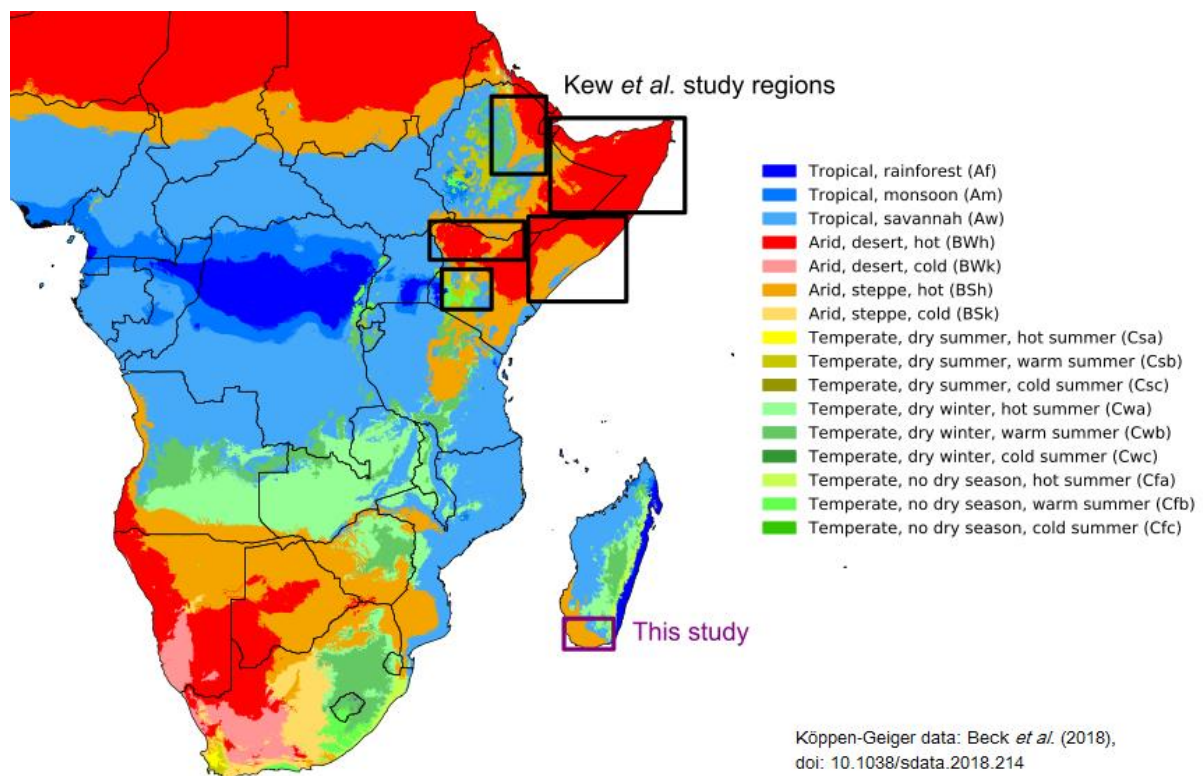 Kew et al. study regions
Tropical, rainforest (Af)
Tropical, monsoon (Am)
Tropical, savannah (Aw)
Arid, desert, hot (BWh)
Arid, desert, cold (BWk)
Arid, steppe, hot (BSh)
Arid, steppe, cold (BSk)
Temperate, dry summer, hot summer (Csa)
Temperate, dry summer, warm summer (Csb)
Temperate, dry summer, cold summer (Csc)
Temperate, dry winter, hot summer (Cwa)
Temperate, dry winter, warm summer (Cwb)
Temperate, dry winter, cold summer (Cwc)
Temperate, no dry season, hot summer (Cfa)
Temperate, no dry season, warm summer (Cfb)
Temperate, no dry season, cold summer (Cfc)
This study
Köppen-Geiger data: Beck et al. (2018),
doi: 10.1038/sdata.2018.214